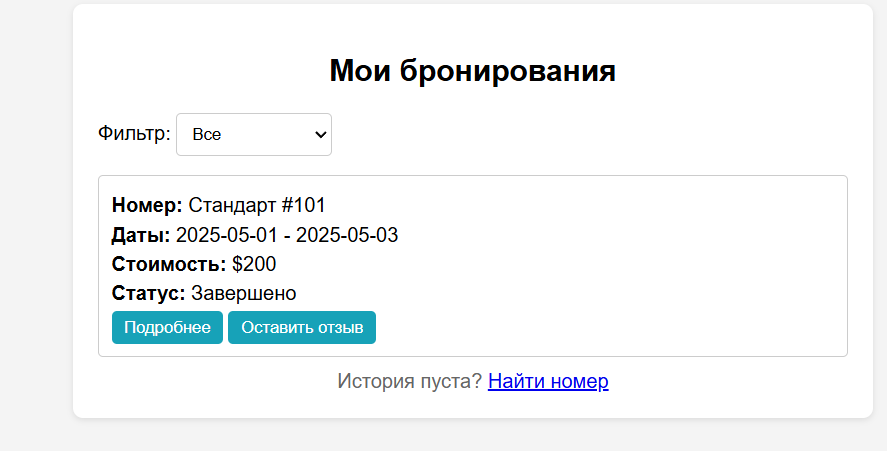 Мои бронирования
Фильтр: Все
Номер: Стандарт #101
Даты: 2025-05-01 - 2025-05-03
Стоимость: $200
Статус: Завершено
Подробнее Оставить отзыв
История пуста? Найти номер